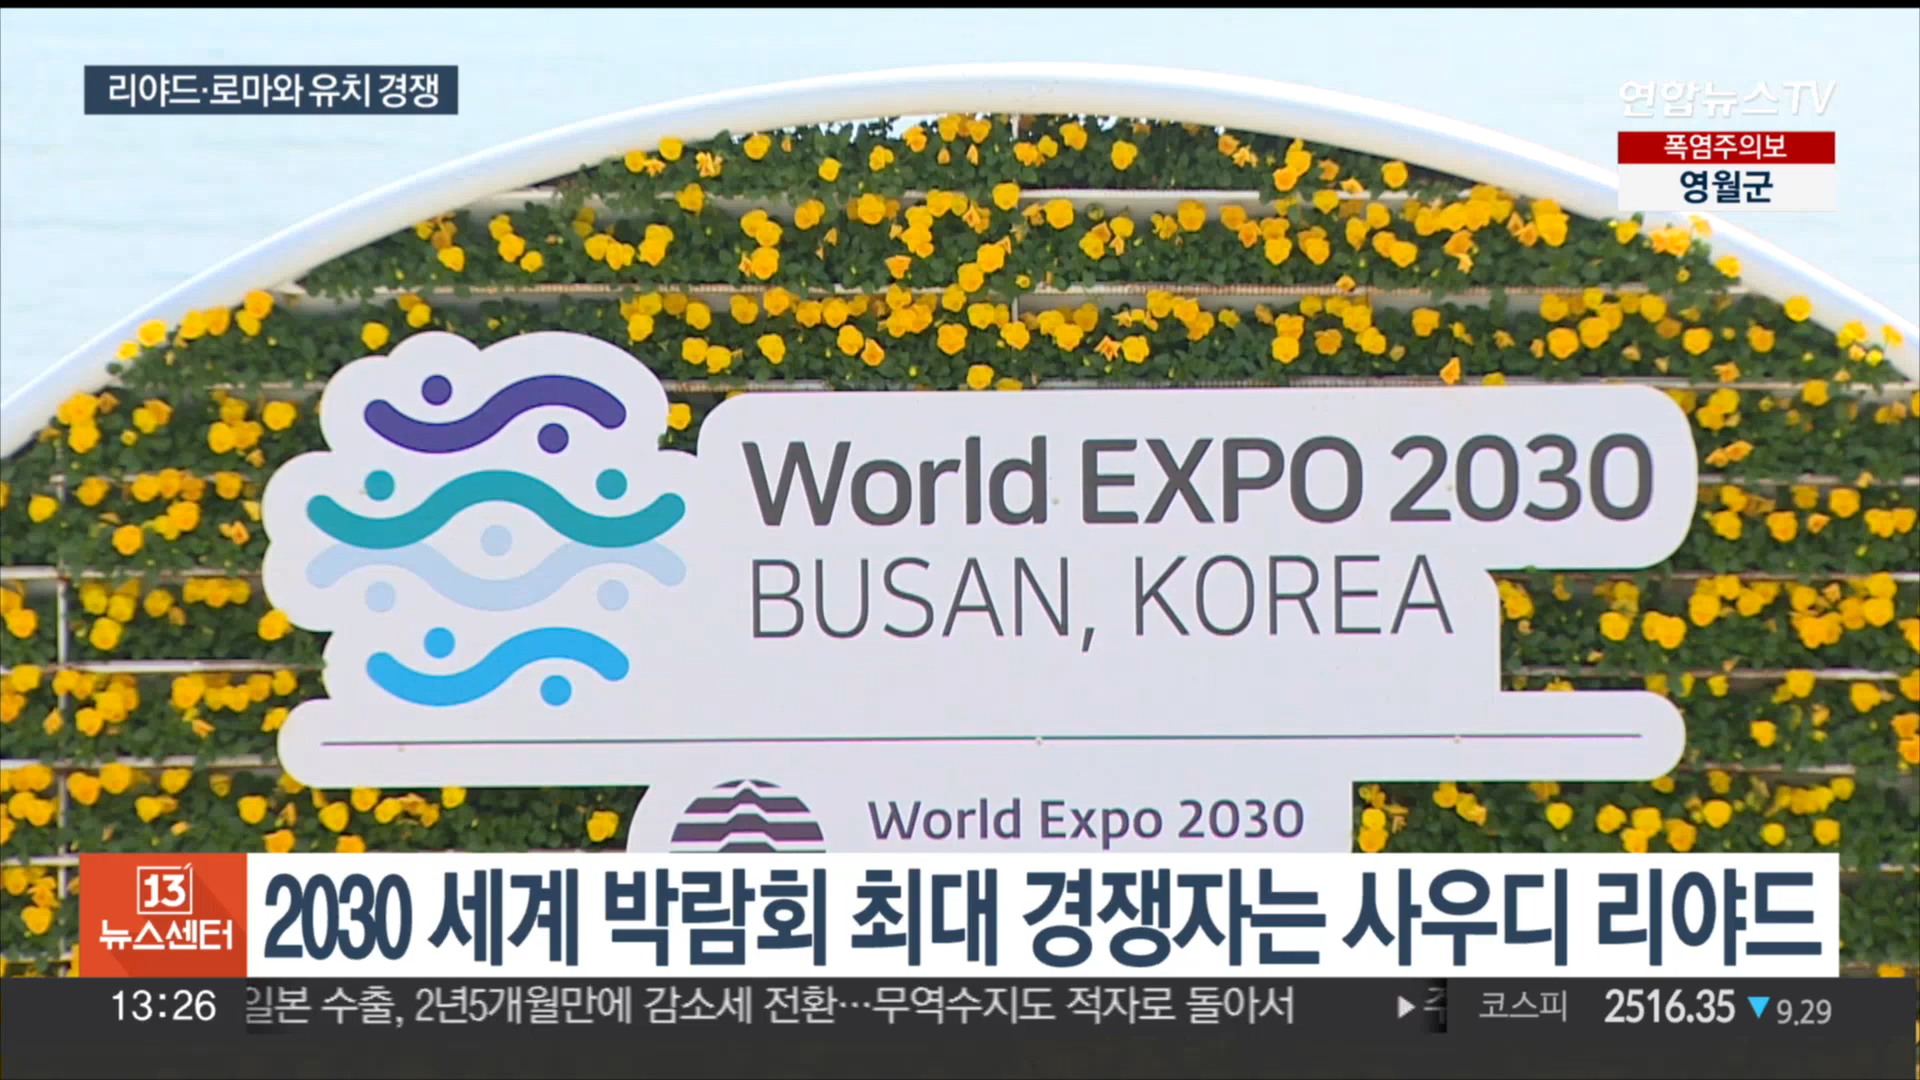 리야드·로마와 유치 경쟁
연합뉴스TV
폭염주의보
영월군
World EXPO 2030
BUSAN, KOREA
World Expo 2030
13
뉴스센터
2030 세계 박람회 최대 경쟁자는 사우디 리야드
13:26 일본 수출, 2년5개월만에 감소세 전환…무역수지도 적자로 돌아서 ▶ 코스피 2516.35 ▼ 9.29